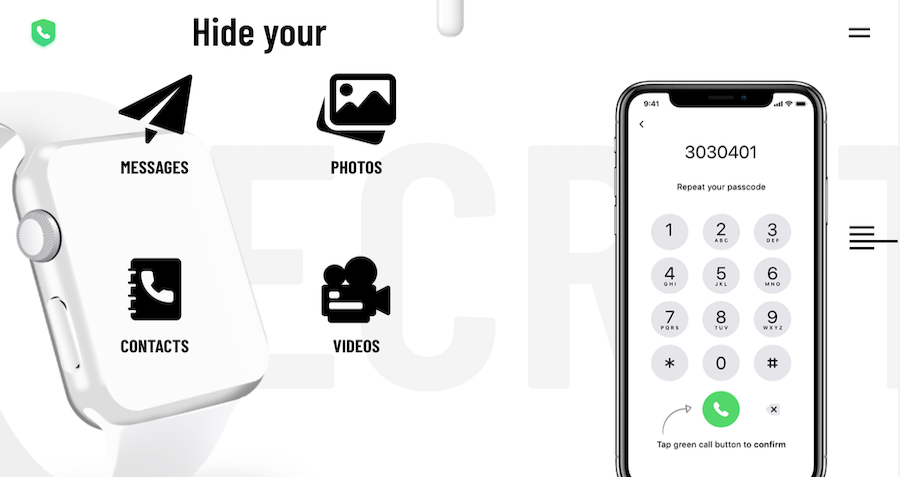 Hide your
MESSAGES
PHOTOS
CONTACTS
VIDEOS
ECRET
9:41
3030401
Repeat your passcode
1
2 ABC
3 DEF
4 GHI
5 JKL
6 MNO
7 PQRS
8 TUV
9 WXYZ
*
0
#
Tap green call button to confirm